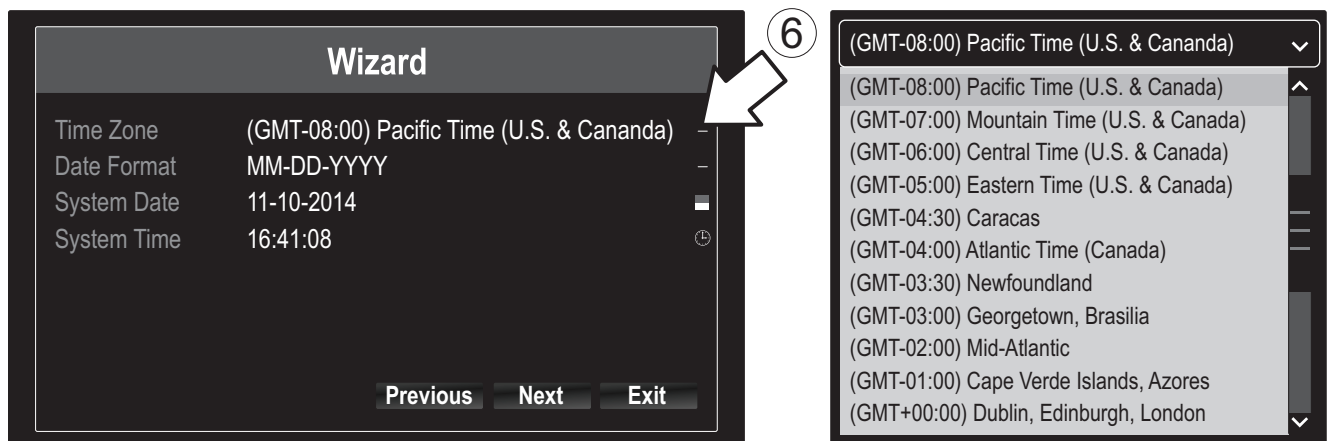 Wizard
Time Zone (GMT-08:00) Pacific Time (U.S. & Cananda)
Date Format MM-DD-YYYY
System Date 11-10-2014
System Time 16:41:08
Previous Next Exit
6
(GMT-08:00) Pacific Time (U.S. & Cananda)
(GMT-08:00) Pacific Time (U.S. & Canada)
(GMT-07:00) Mountain Time (U.S. & Canada)
(GMT-06:00) Central Time (U.S. & Canada)
(GMT-05:00) Eastern Time (U.S. & Canada)
(GMT-04:30) Caracas
(GMT-04:00) Atlantic Time (Canada)
(GMT-03:30) Newfoundland
(GMT-03:00) Georgetown, Brasilia
(GMT-02:00) Mid-Atlantic
(GMT-01:00) Cape Verde Islands, Azores
(GMT+00:00) Dublin, Edinburgh, London